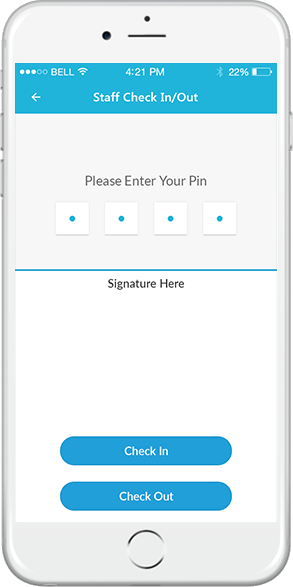 BELL 4:21 PM 22%
Staff Check In/Out
Please Enter Your Pin
Signature Here
Check In
Check Out